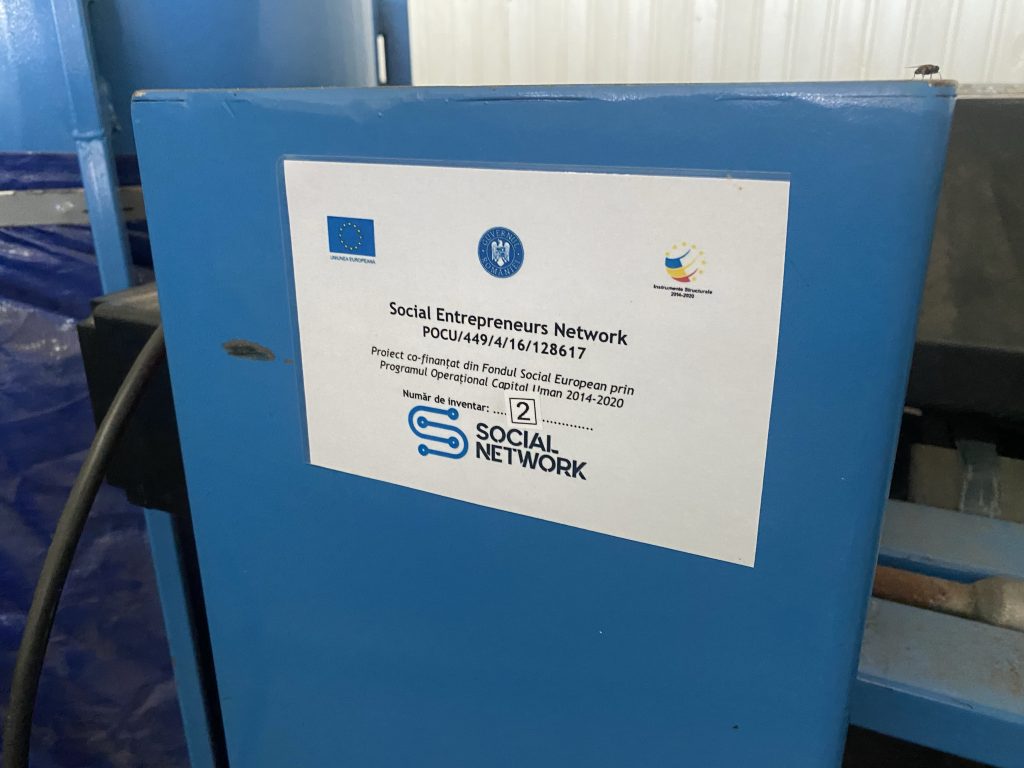 UNIUNEA EUROPEANĂ
GUVERNUL ROMÂNIEI
Instrumente Structurale
2014-2020
Social Entrepreneurs Network
POCU/449/4/16/128617
Proiect co-finanțat din Fondul Social European prin
Programul Operațional Capital Uman 2014-2020
Număr de inventar: .... 2 .............
SOCIAL
NETWORK